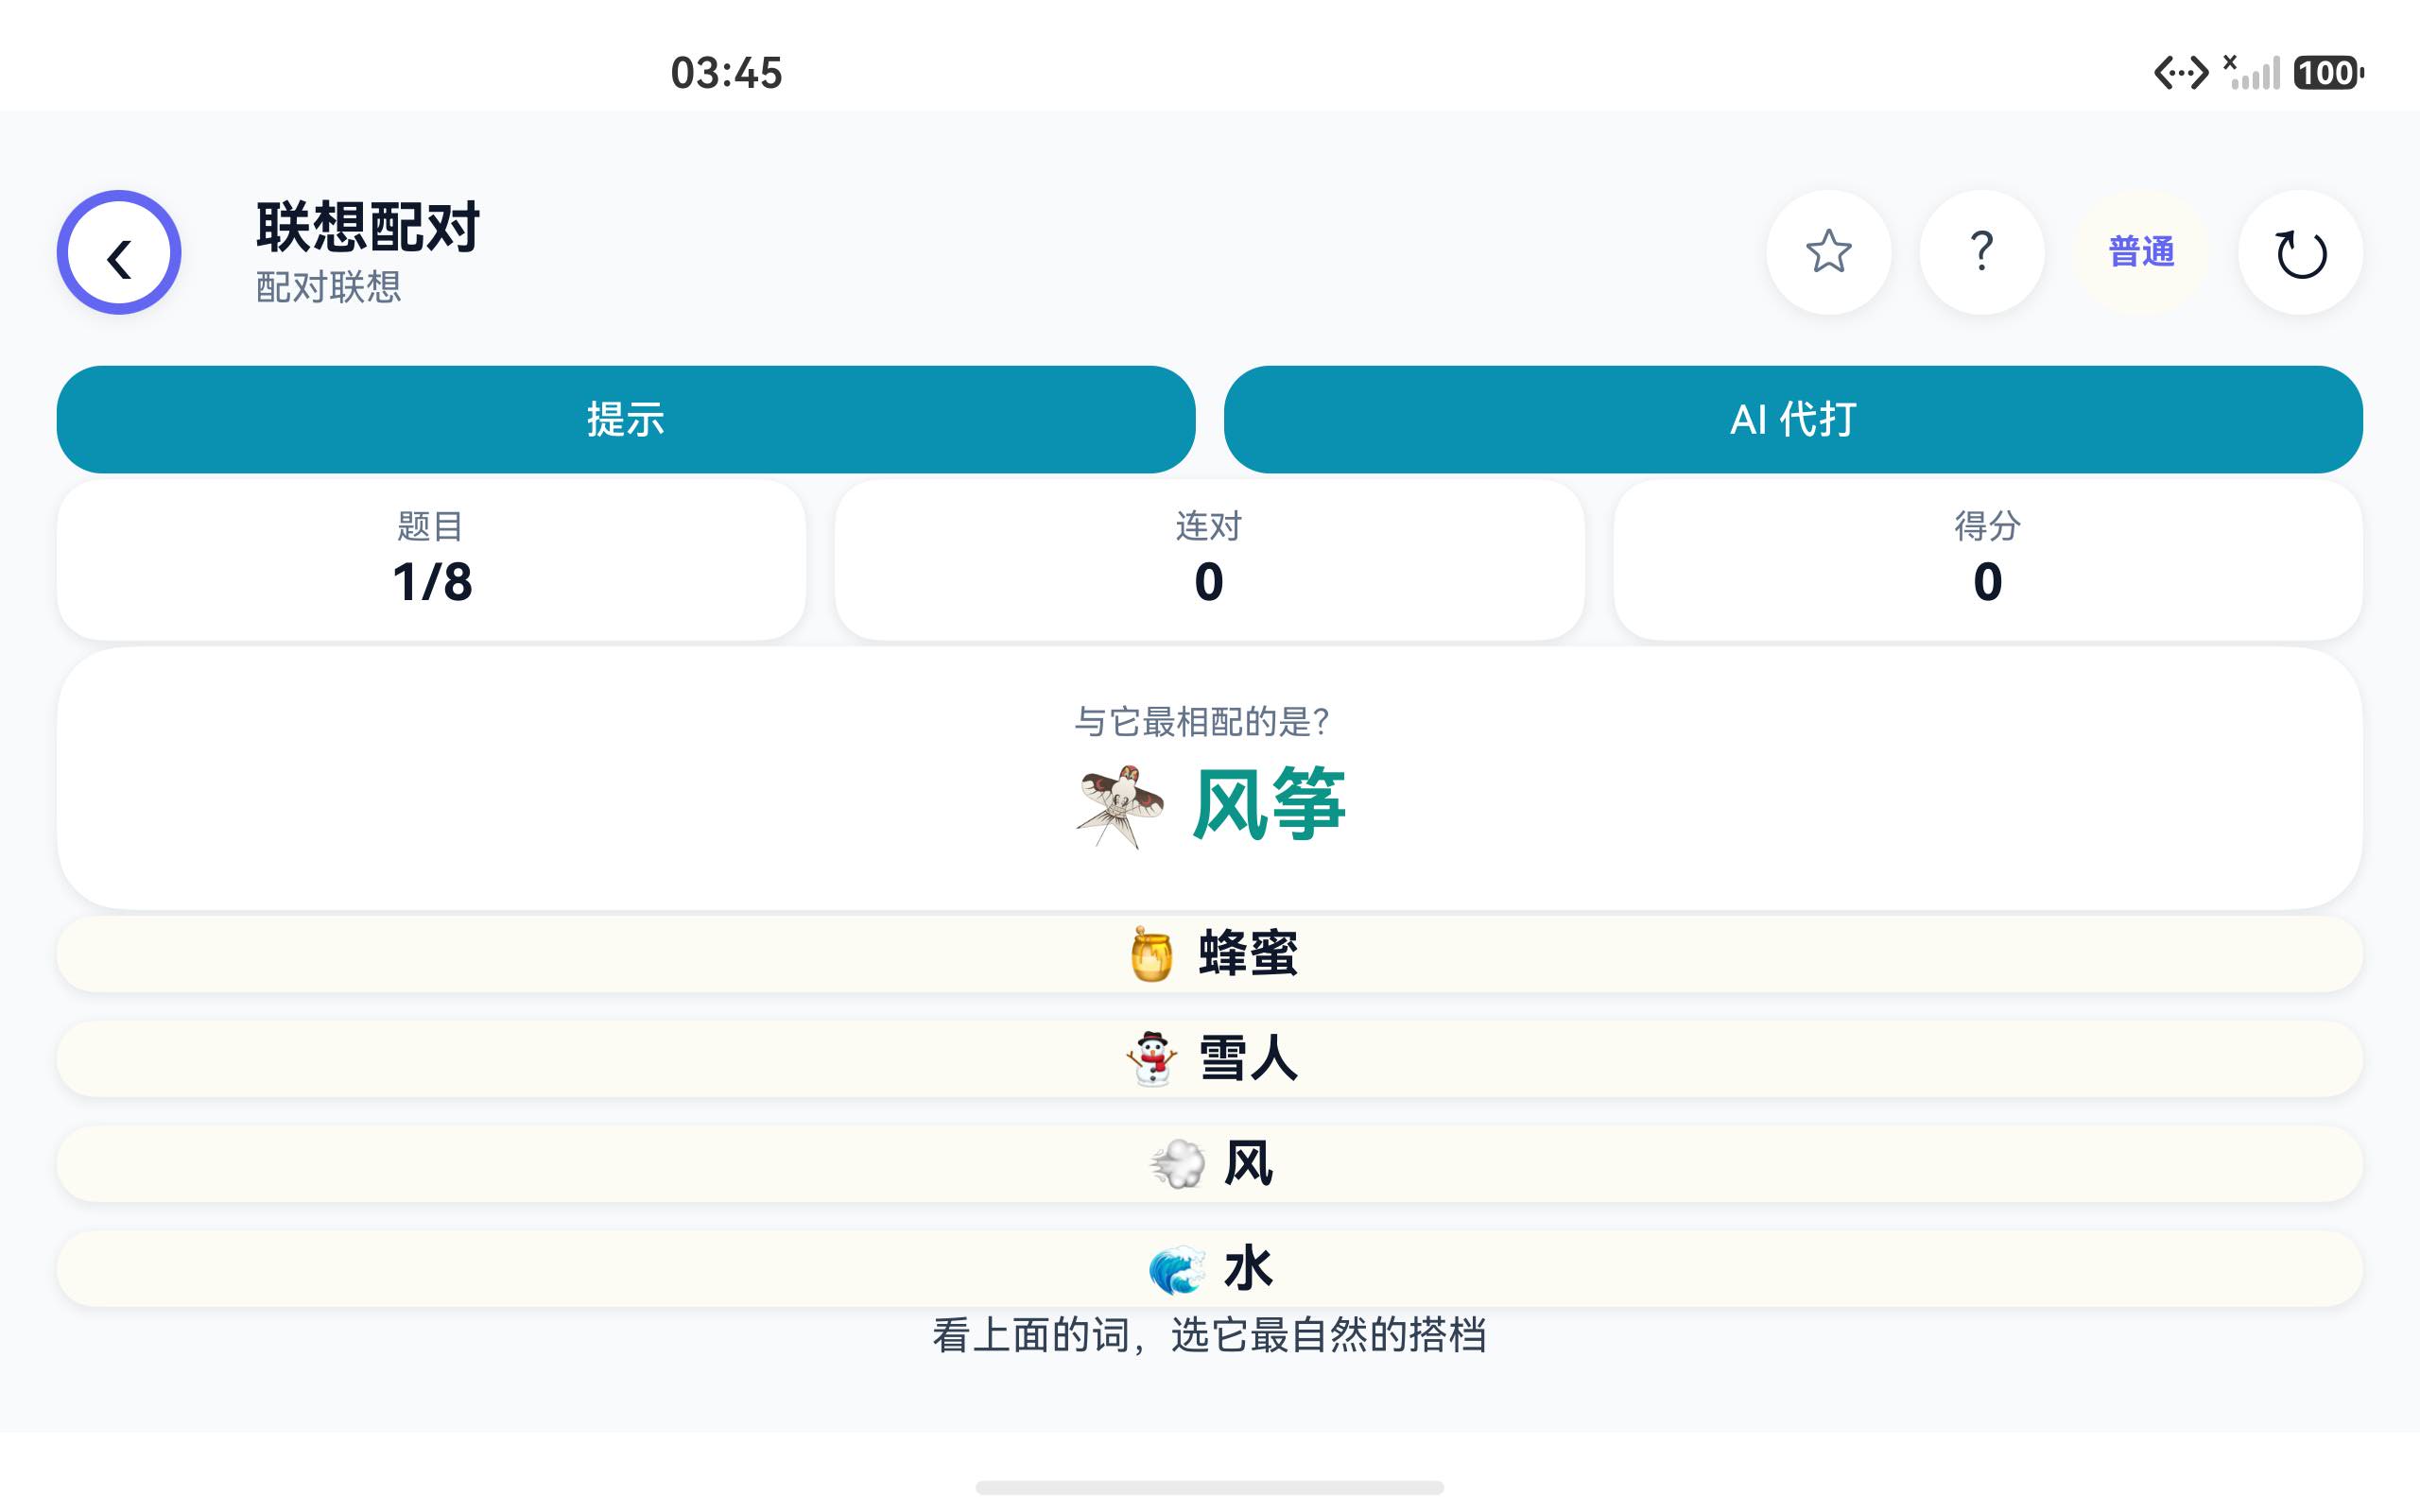 03:45
100
联想配对
配对联想
?
普通
提示
AI 代打
题目
1/8
连对
0
得分
0
与它最相配的是?
风筝
蜂蜜
雪人
风
水
看上面的词，选它最自然的搭档